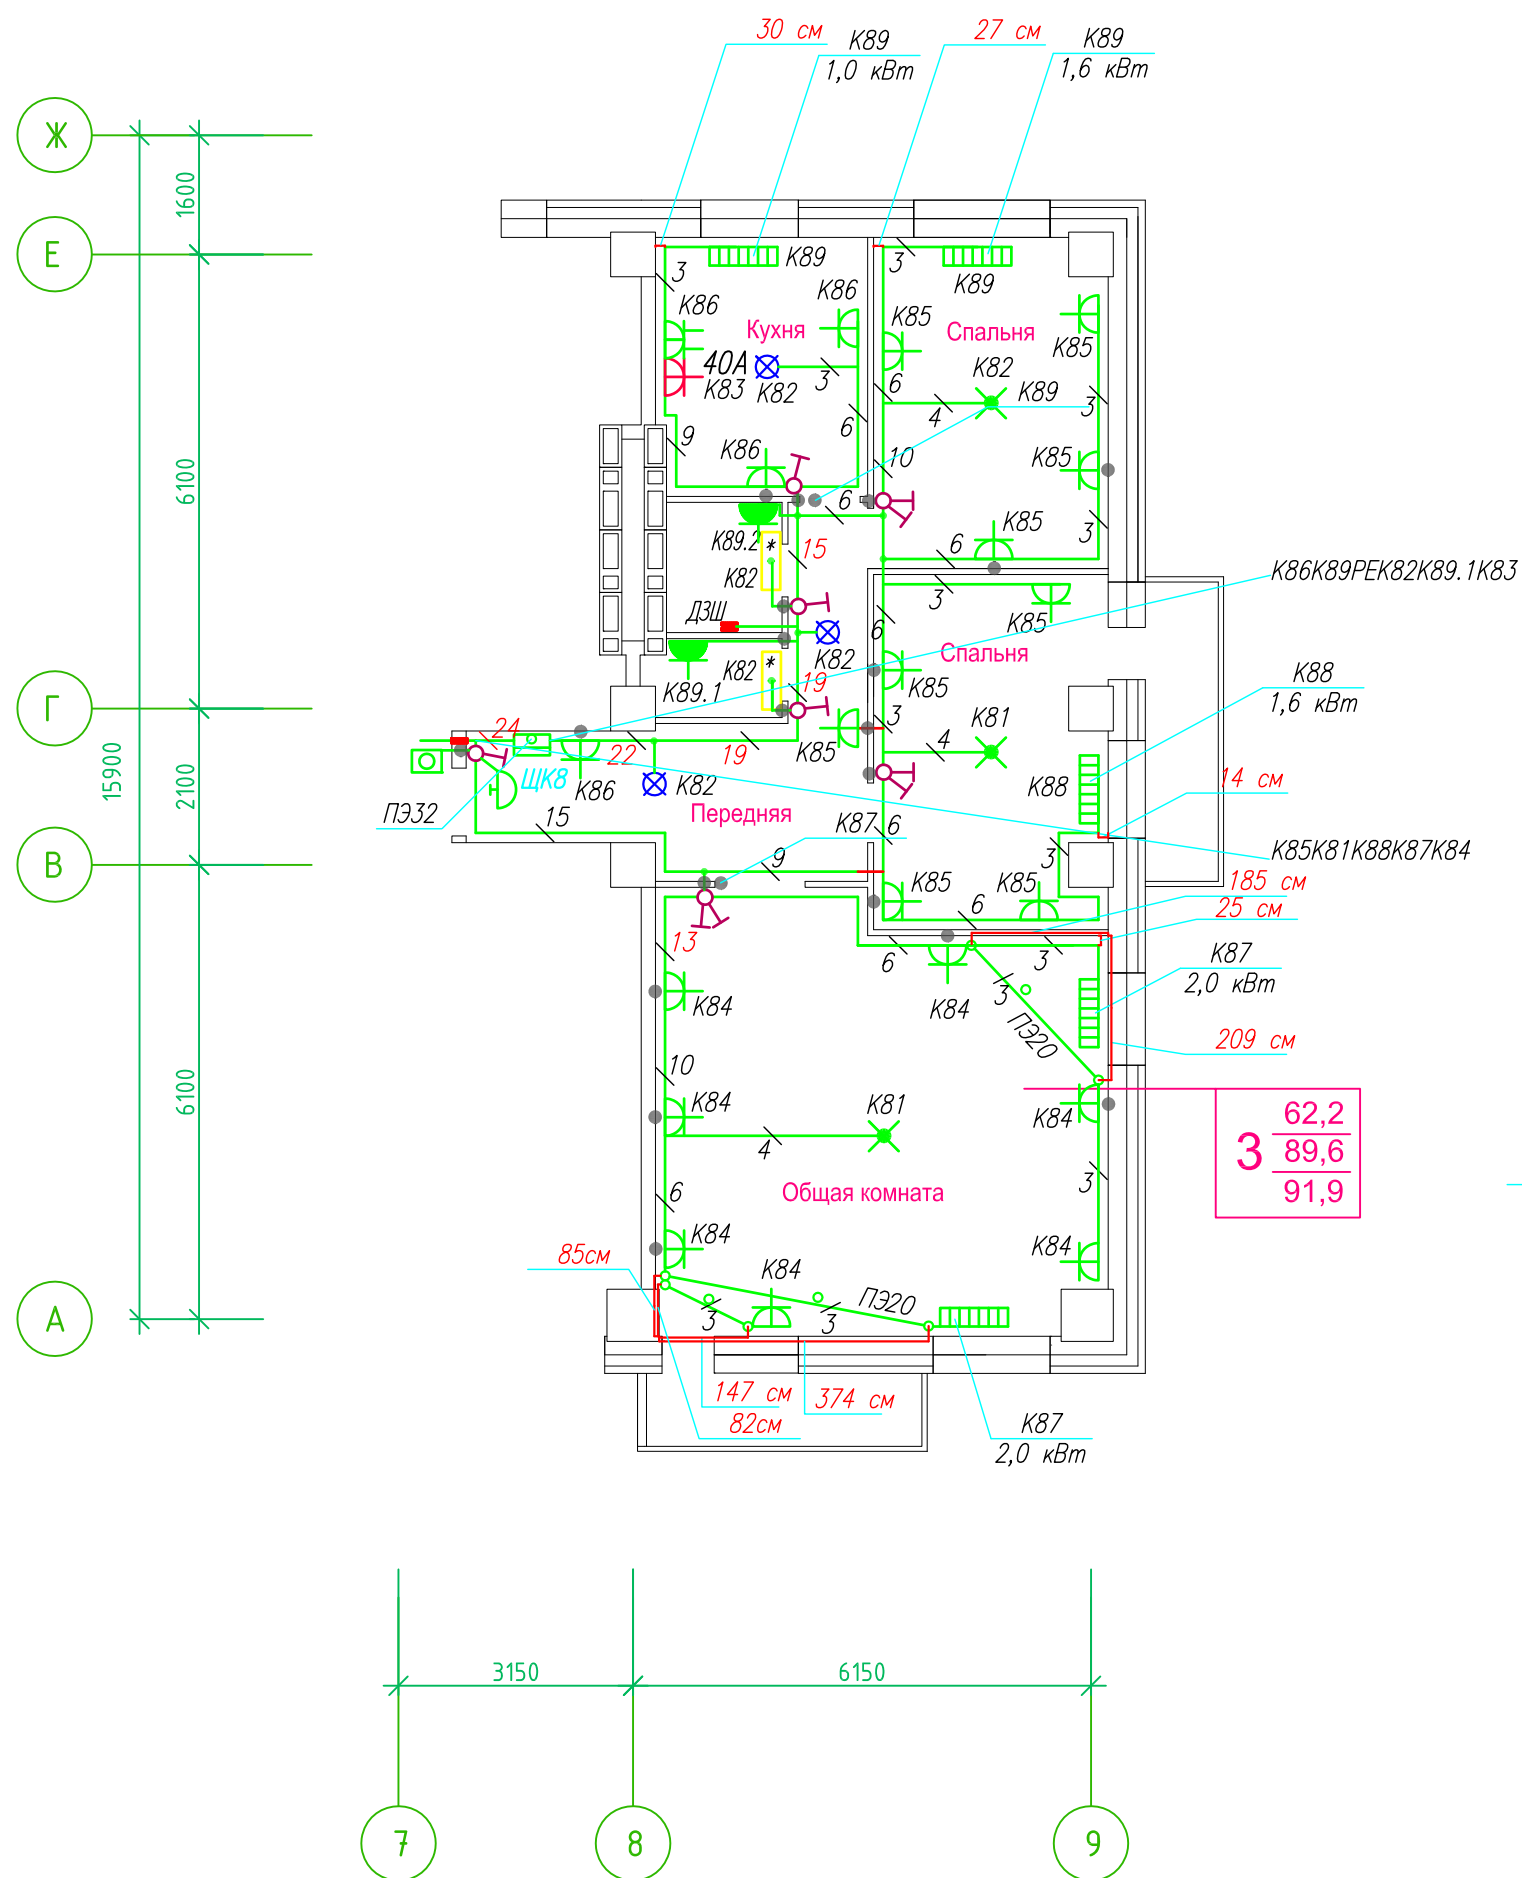 30 см
К89
1,0 кВт
27 см
К89
1,6 кВт
Ж
1600
Е
К89
К89
3
3
К86
К86
К85
К85
Кухня
Спальня
40А
К83
К82
3
К82
К89
6
4
3
6
9
10
К86
К85
6100
6
К85
3
6
К89.2
*
15
К82
К86К89РЕК82К89.1К83
3
К85
ДЗШ
6
К82
Спальня
*
К82
К89.1
19
К85
К88
1,6 кВт
Г
24
22
19
К85
3
К81
4
15900
2100
ЩК8
К86
К82
К88
14 см
ПЭ32
15
Передняя
К87
6
В
9
3
К85К81К88К87К84
К85
К85
185 см
6
25 см
13
6
3
К87
2,0 кВт
К84
К84
3
ПЭ20
209 см
10
6100
К84
К81
К84
4
3
62,2
89,6
91,9
3
6
Общая комната
К84
К84
85см
К84
А
3
3
ПЭ20
147 см
374 см
82см
К87
2,0 кВт
3150
6150
7
8
9